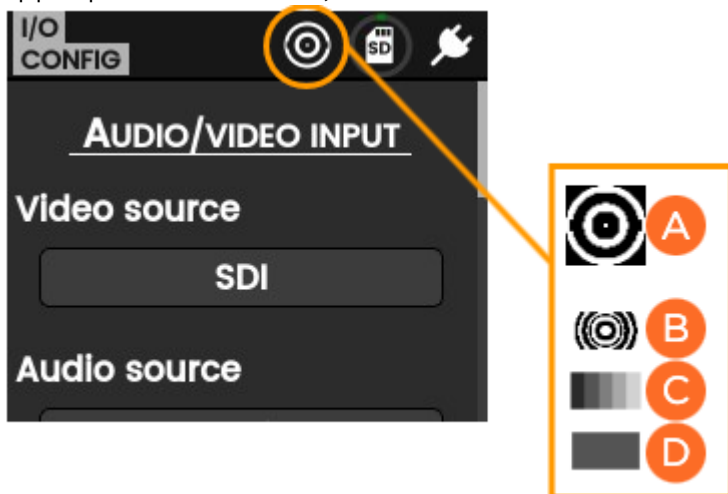 I/O
CONFIG
SD
AUDIO/VIDEO INPUT
Video source
SDI
Audio source
A
B
C
D